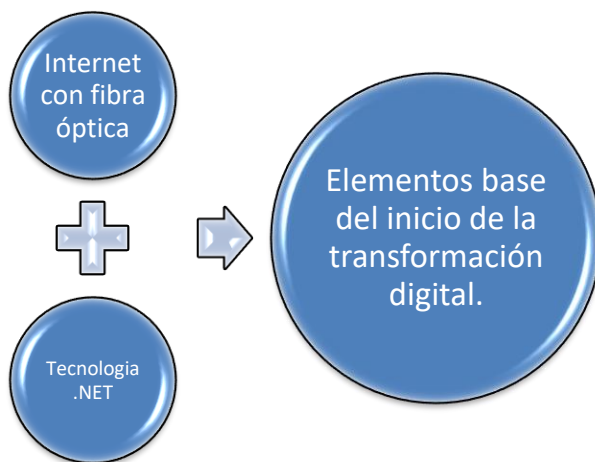 Internet
con fibra
óptica
Tecnologia
.NET
Elementos base
del inicio de la
transformación
digital.